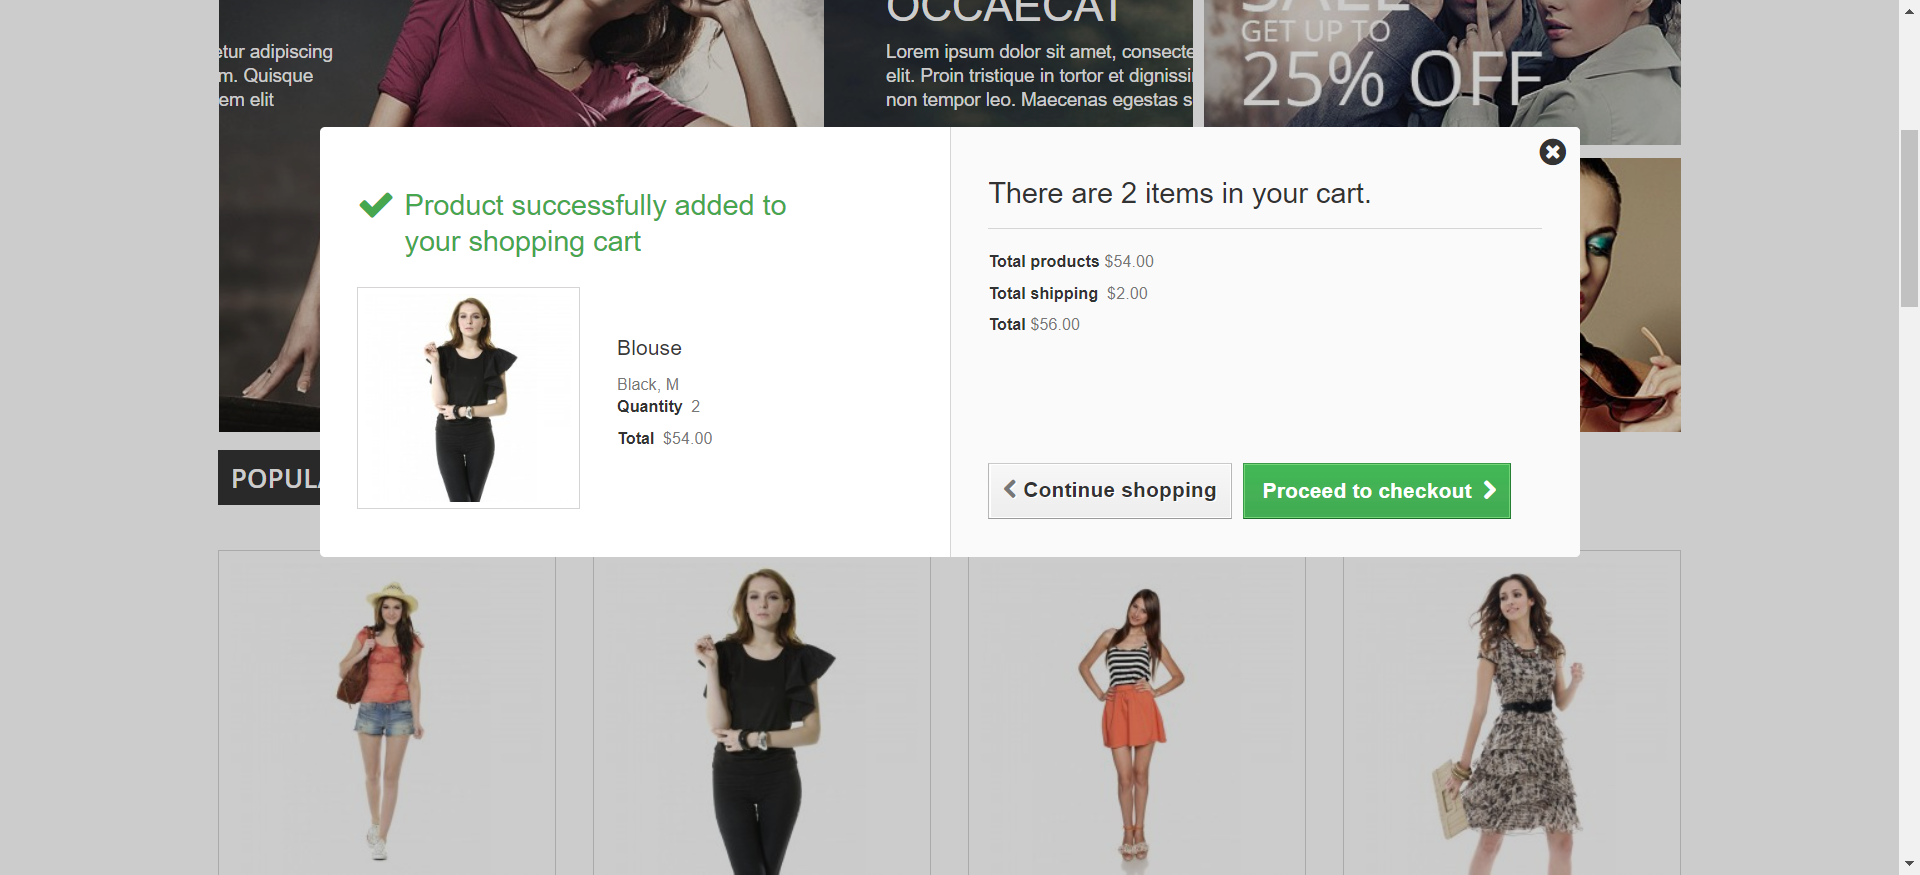 OCCAECAT
SALE
GET UP TO
25% OFF
etur adipiscing
m. Quisque
em elit
Lorem ipsum dolor sit amet, consecte
elit. Proin tristique in tortor et dignissi
non tempor leo. Maecenas egestas s
Product successfully added to
your shopping cart
Blouse
Black, M
Quantity 2
Total $54.00
There are 2 items in your cart.
Total products $54.00
Total shipping $2.00
Total $56.00
Continue shopping
Proceed to checkout
POPULA